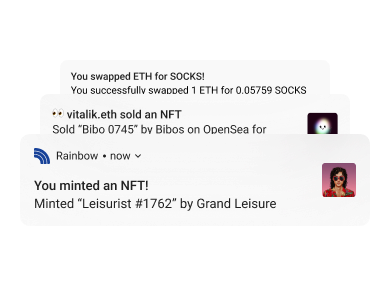 You swapped ETH for SOCKS!
You successfully swapped 1 ETH for 0.05759 SOCKS
👀 vitalik.eth sold an NFT
Sold “Bibo 0745” by Bibos on OpenSea for
Rainbow • now
You minted an NFT!
Minted “Leisurist #1762” by Grand Leisure